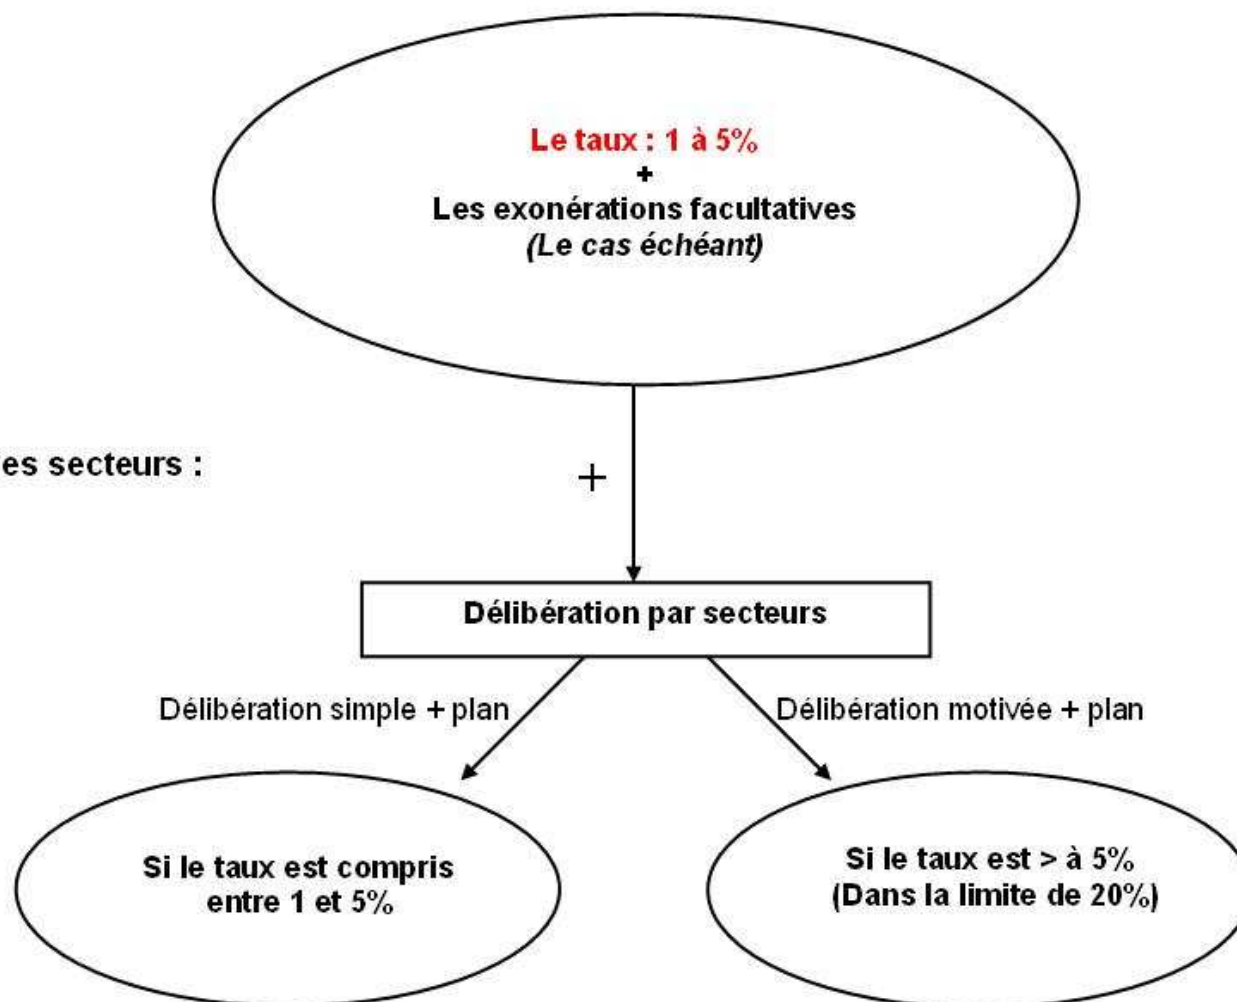 Le taux : 1 à 5%
+
Les exonérations facultatives
(Le cas échéant)
es secteurs :
+
Délibération par secteurs
Délibération simple + plan
Délibération motivée + plan
Si le taux est compris
entre 1 et 5%
Si le taux est > à 5%
(Dans la limite de 20%)